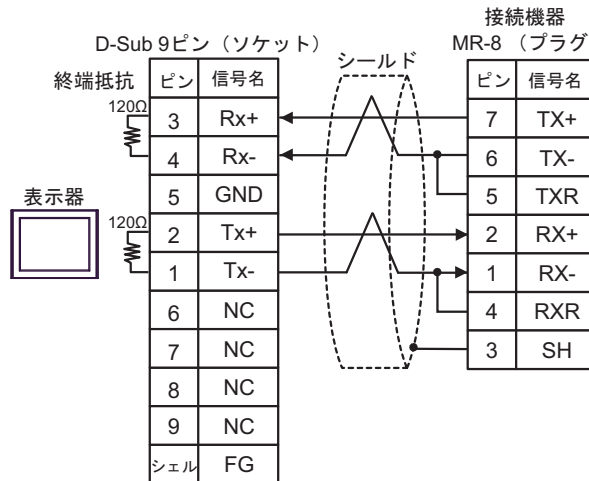 接続機器
D-Sub 9ピン（ソケット）
シールド
MR-8 （プラグ
終端抵抗
ピン 信号名
ピン 信号名
120Ω
3 Rx+
7 TX+
4 Rx-
6 TX-
5 GND
5 TXR
表示器
120Ω
2 Tx+
2 RX+
1 Tx-
1 RX-
6 NC
4 RXR
7 NC
3 SH
8 NC
9 NC
シェル FG